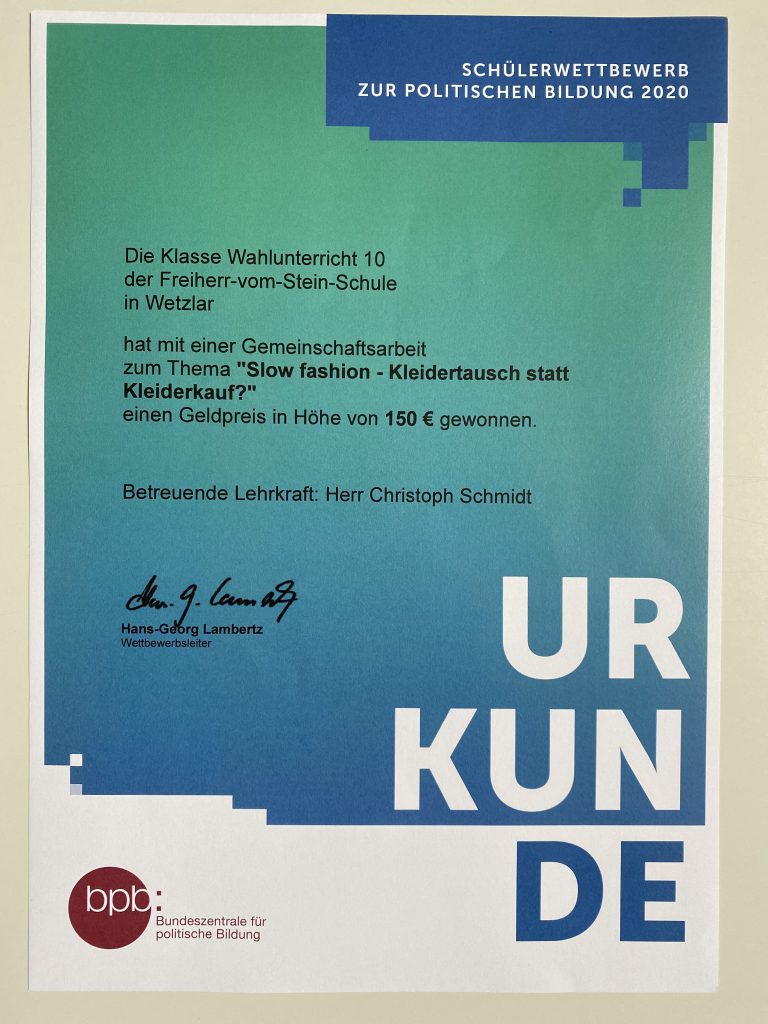 SCHÜLERWETTBEWERB
ZUR POLITISCHEN BILDUNG 2020
Die Klasse Wahlunterricht 10
der Freiherr-vom-Stein-Schule
in Wetzlar
hat mit einer Gemeinschaftsarbeit
zum Thema "Slow fashion - Kleidertausch statt
Kleiderkauf?"
einen Geldpreis in Höhe von 150 € gewonnen.
Betreuende Lehrkraft: Herr Christoph Schmidt
Hans-Georg Lambertz
Wettbewerbsleiter
UR
KUN
DE
bpb:
Bundeszentrale für
politische Bildung